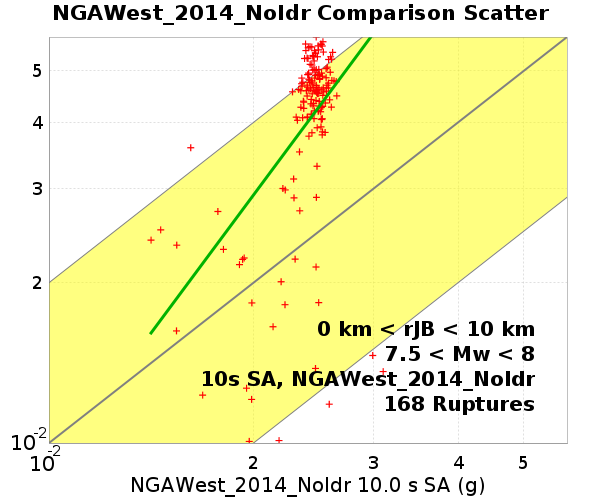 NGAWest_2014_NoIdr Comparison Scatter
5
4
3
2
10-2
0 km < rJB < 10 km
7.5 < Mw < 8
10s SA, NGAWest_2014_NoIdr
168 Ruptures
10-2
2
3
4
5
NGAWest_2014_NoIdr 10.0 s SA (g)